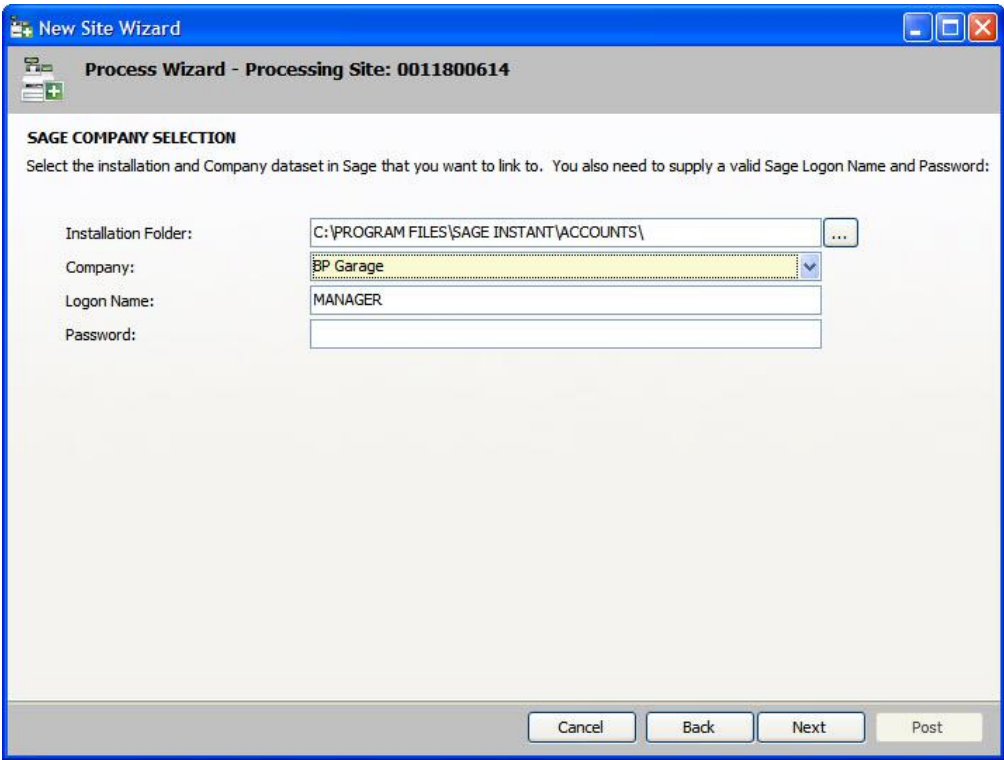 New Site Wizard
Process Wizard - Processing Site: 0011800614
SAGE COMPANY SELECTION
Select the installation and Company dataset in Sage that you want to link to.  You also need to supply a valid Sage Logon Name and Password:
Installation Folder: C:\PROGRAM FILES\SAGE INSTANT\ACCOUNTS\ ...
Company: BP Garage
Logon Name: MANAGER
Password:
Cancel Back Next Post